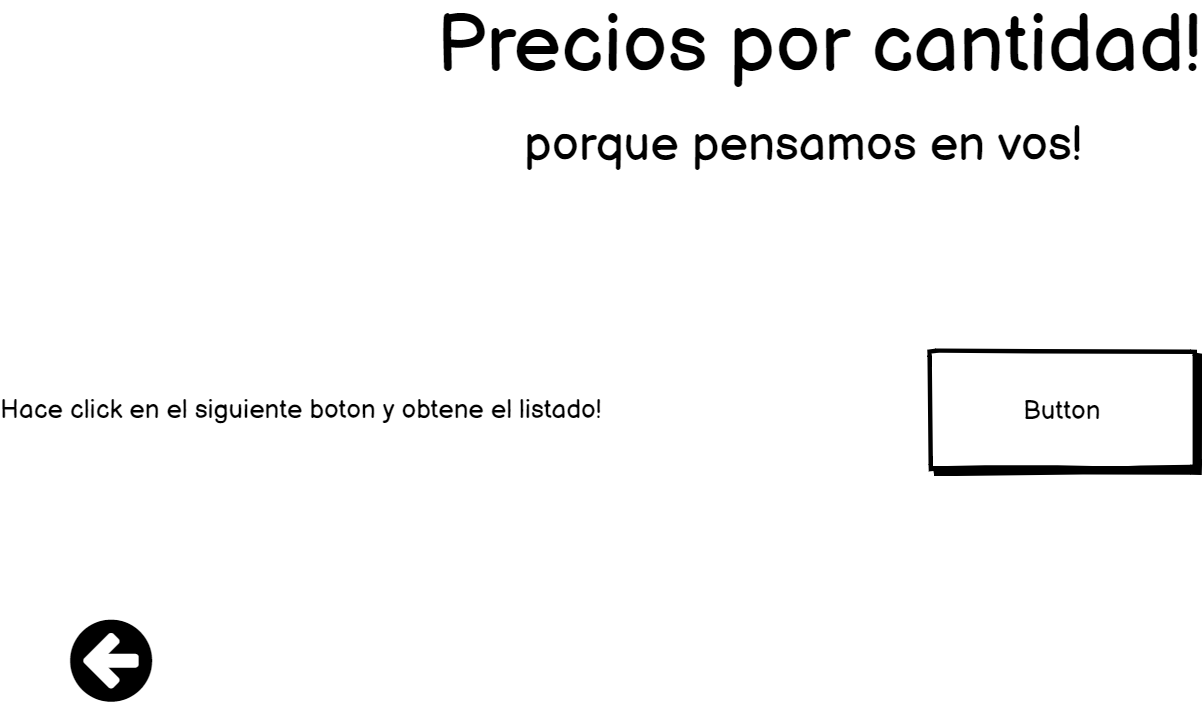 Precios por cantidad!
porque pensamos en vos!
Hace click en el siguiente boton y obtene el listado!
Button